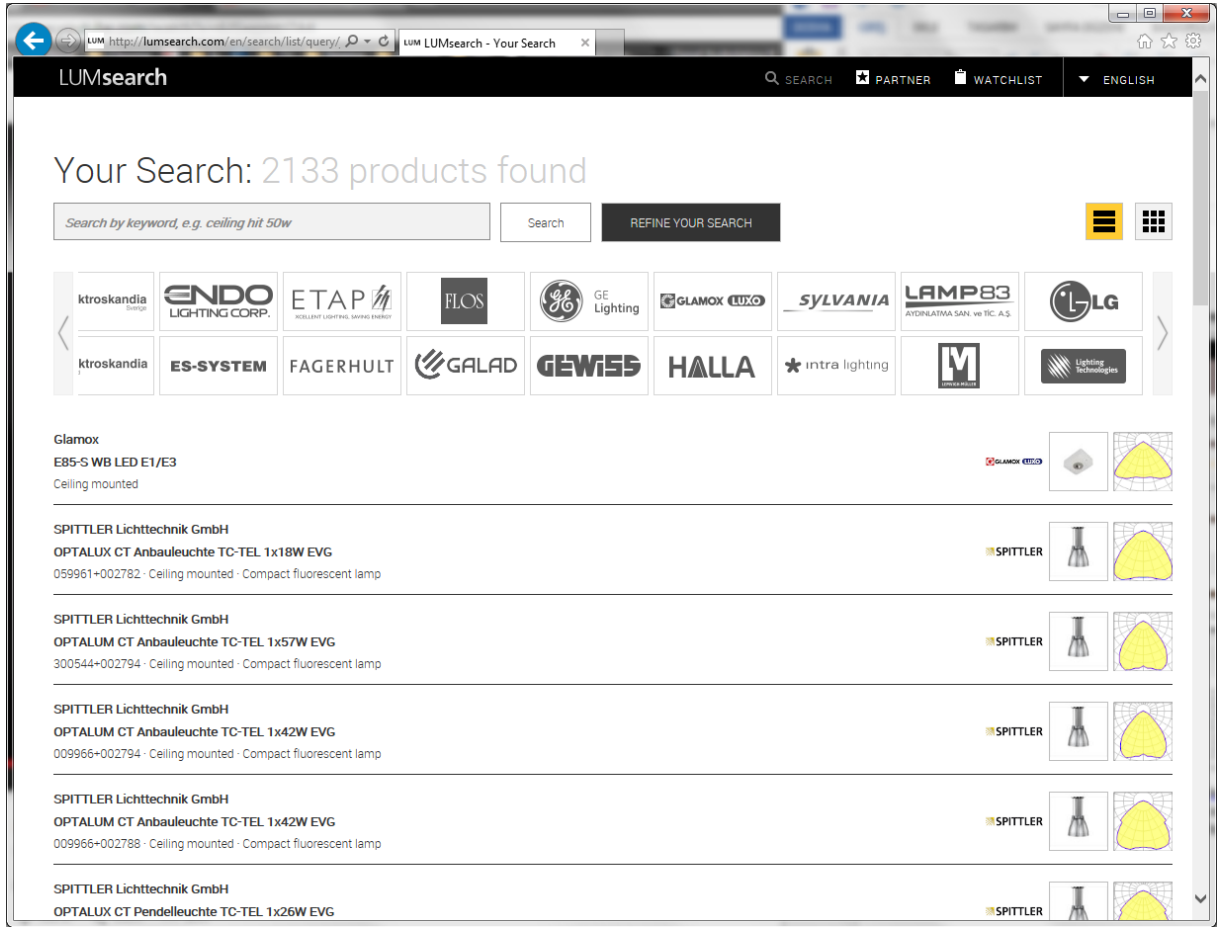 LUM http://lumsearch.com/en/search/list/query/
LUM LUMsearch - Your Search
LUMsearch
SEARCH PARTNER WATCHLIST ENGLISH
Your Search: 2133 products found
Search by keyword, e.g. ceiling hit 50w
Search
REFINE YOUR SEARCH
ktroskandia
Sverige
ENDO
LIGHTING CORP.
ETAP
EXCELLENT LIGHTING. SAVING ENERGY
FLOS
GE
Lighting
GLAMOX LUXO
SYLVANIA
LAMP83
AYDINLATMA SAN. ve TİC. A.Ş.
LG
ktroskandia
ES-SYSTEM
FAGERHULT
GALAD
GEWISS
HALLA
intra lighting
Lighting
Technologies
Glamox
E85-S WB LED E1/E3
Ceiling mounted
GLAMOX LUXO
SPITTLER Lichttechnik GmbH
OPTALUX CT Anbauleuchte TC-TEL 1x18W EVG
059961+002782 · Ceiling mounted · Compact fluorescent lamp
SPITTLER
SPITTLER Lichttechnik GmbH
OPTALUM CT Anbauleuchte TC-TEL 1x57W EVG
300544+002794 · Ceiling mounted · Compact fluorescent lamp
SPITTLER
SPITTLER Lichttechnik GmbH
OPTALUM CT Anbauleuchte TC-TEL 1x42W EVG
009966+002794 · Ceiling mounted · Compact fluorescent lamp
SPITTLER
SPITTLER Lichttechnik GmbH
OPTALUM CT Anbauleuchte TC-TEL 1x42W EVG
009966+002788 · Ceiling mounted · Compact fluorescent lamp
SPITTLER
SPITTLER Lichttechnik GmbH
OPTALUX CT Pendelleuchte TC-TEL 1x26W EVG
SPITTLER